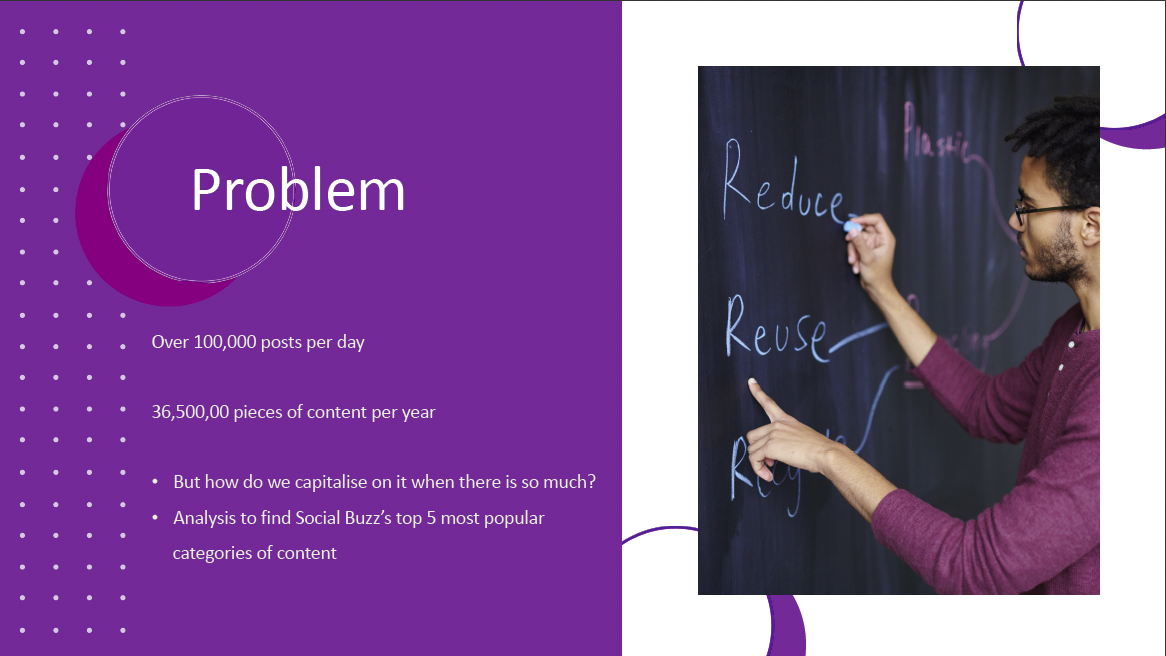 Problem
Over 100,000 posts per day
36,500,00 pieces of content per year
• But how do we capitalise on it when there is so much?
• Analysis to find Social Buzz’s top 5 most popular
categories of content
Plastic
Reduce
Reuse